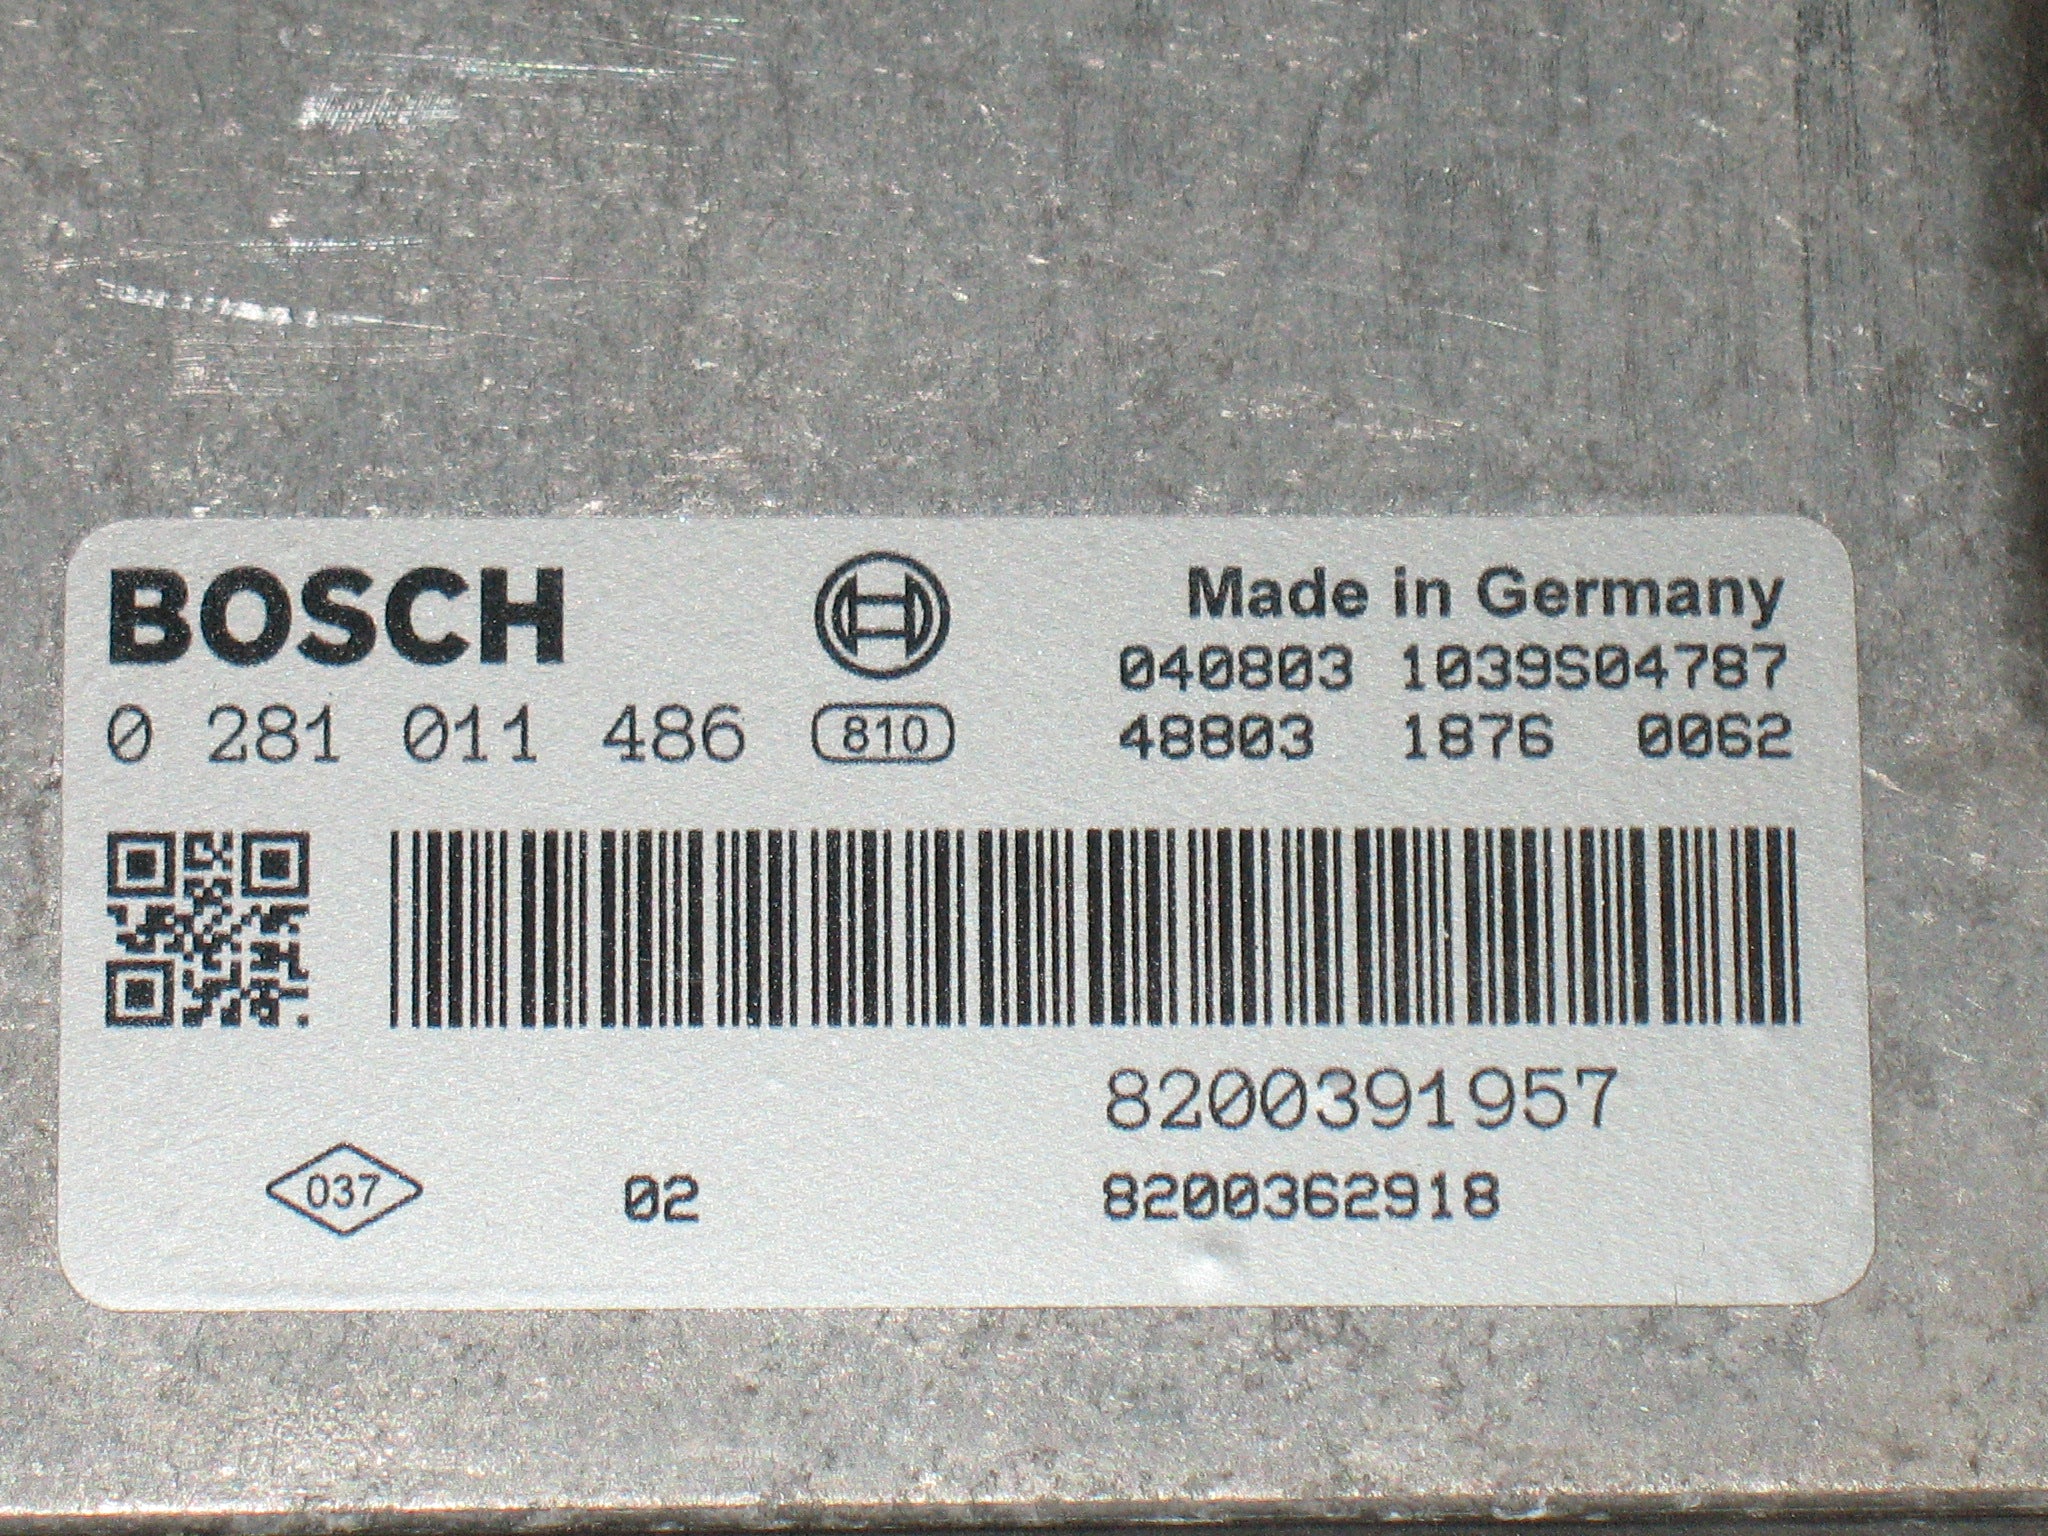 BOSCH
Made in Germany
040803 1039S04787
0 281 011 486 810 48803 1876 0062
8200391957
037 02 8200362918